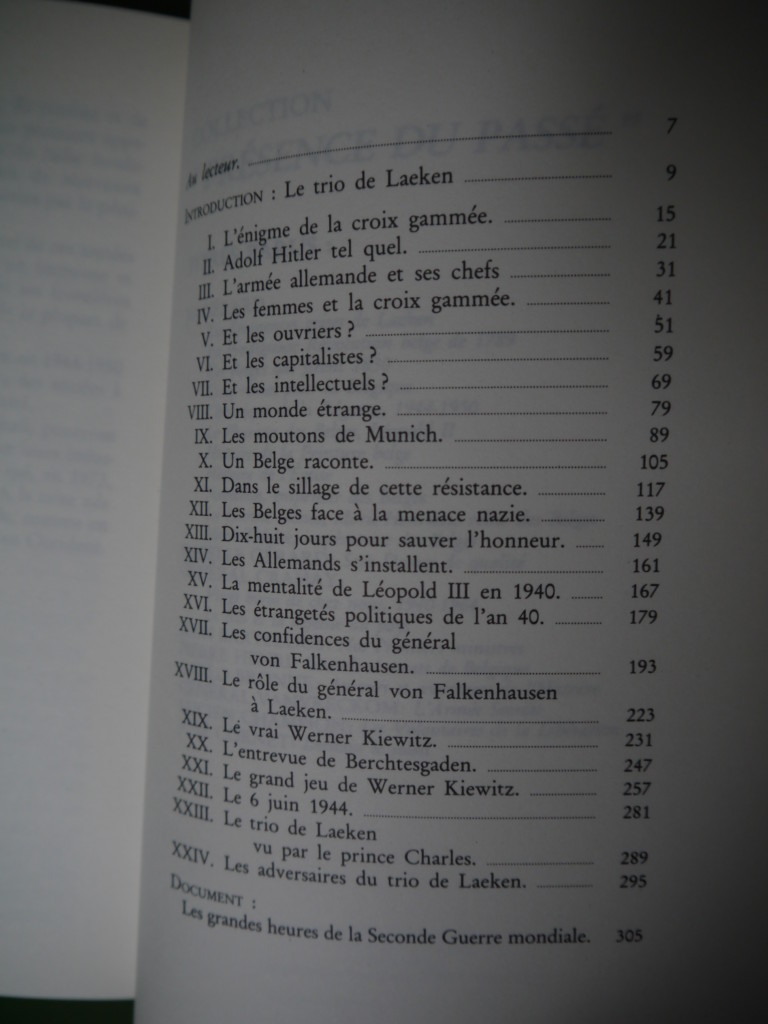 Au lecteur. 7
INTRODUCTION : Le trio de Laeken 9
I. L'énigme de la croix gammée. 15
II. Adolf Hitler tel quel. 21
III. L'armée allemande et ses chefs 31
IV. Les femmes et la croix gammée. 41
V. Et les ouvriers ? 51
VI. Et les capitalistes ? 59
VII. Et les intellectuels ? 69
VIII. Un monde étrange. 79
IX. Les moutons de Munich. 89
X. Un Belge raconte. 105
XI. Dans le sillage de cette résistance. 117
XII. Les Belges face à la menace nazie. 139
XIII. Dix-huit jours pour sauver l'honneur. 149
XIV. Les Allemands s'installent. 161
XV. La mentalité de Léopold III en 1940. 167
XVI. Les étrangetés politiques de l'an 40. 179
XVII. Les confidences du général
von Falkenhausen. 193
XVIII. Le rôle du général von Falkenhausen
à Laeken. 223
XIX. Le vrai Werner Kiewitz. 231
XX. L'entrevue de Berchtesgaden. 247
XXI. Le grand jeu de Werner Kiewitz. 257
XXII. Le 6 juin 1944. 281
XXIII. Le trio de Laeken
vu par le prince Charles. 289
XXIV. Les adversaires du trio de Laeken. 295
DOCUMENT :
Les grandes heures de la Seconde Guerre mondiale. 305